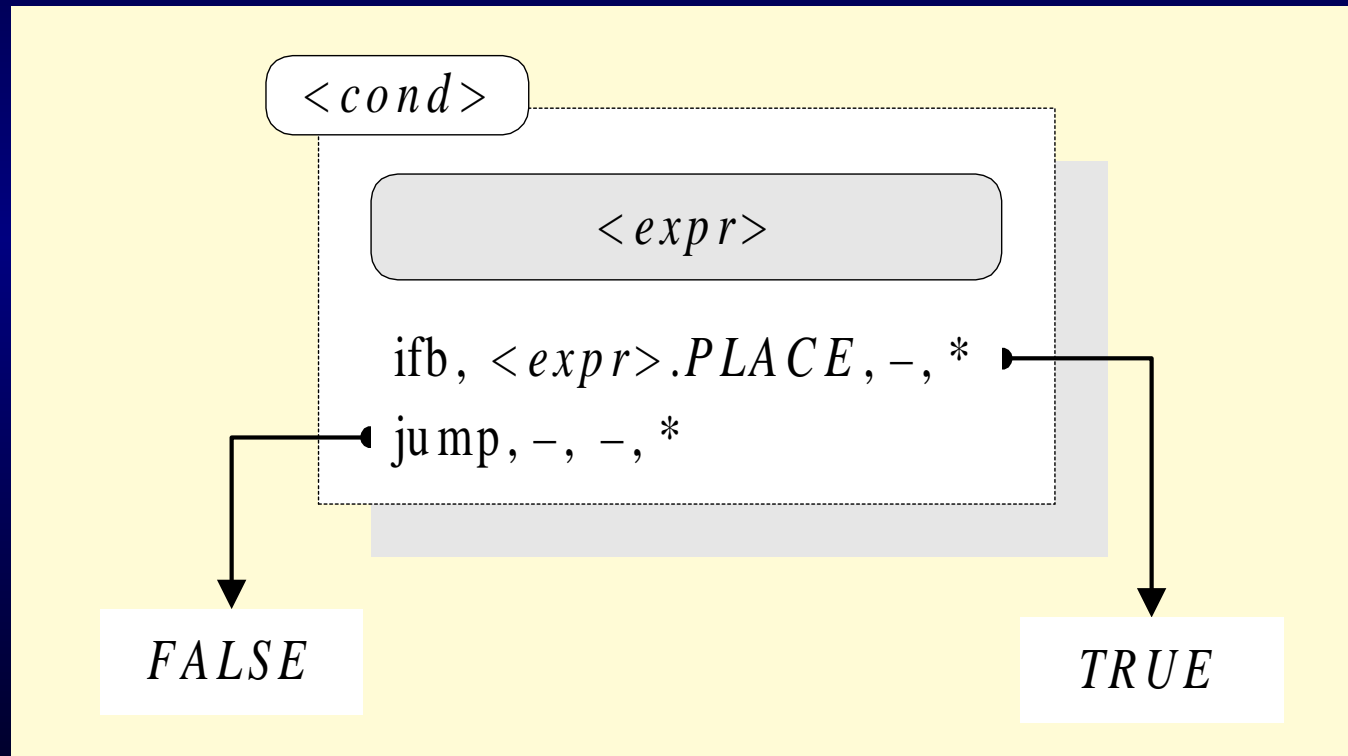 <cond>
<expr>
ifb, <expr>.PLACE, –, *
jump, –, –, *
FALSE
TRUE